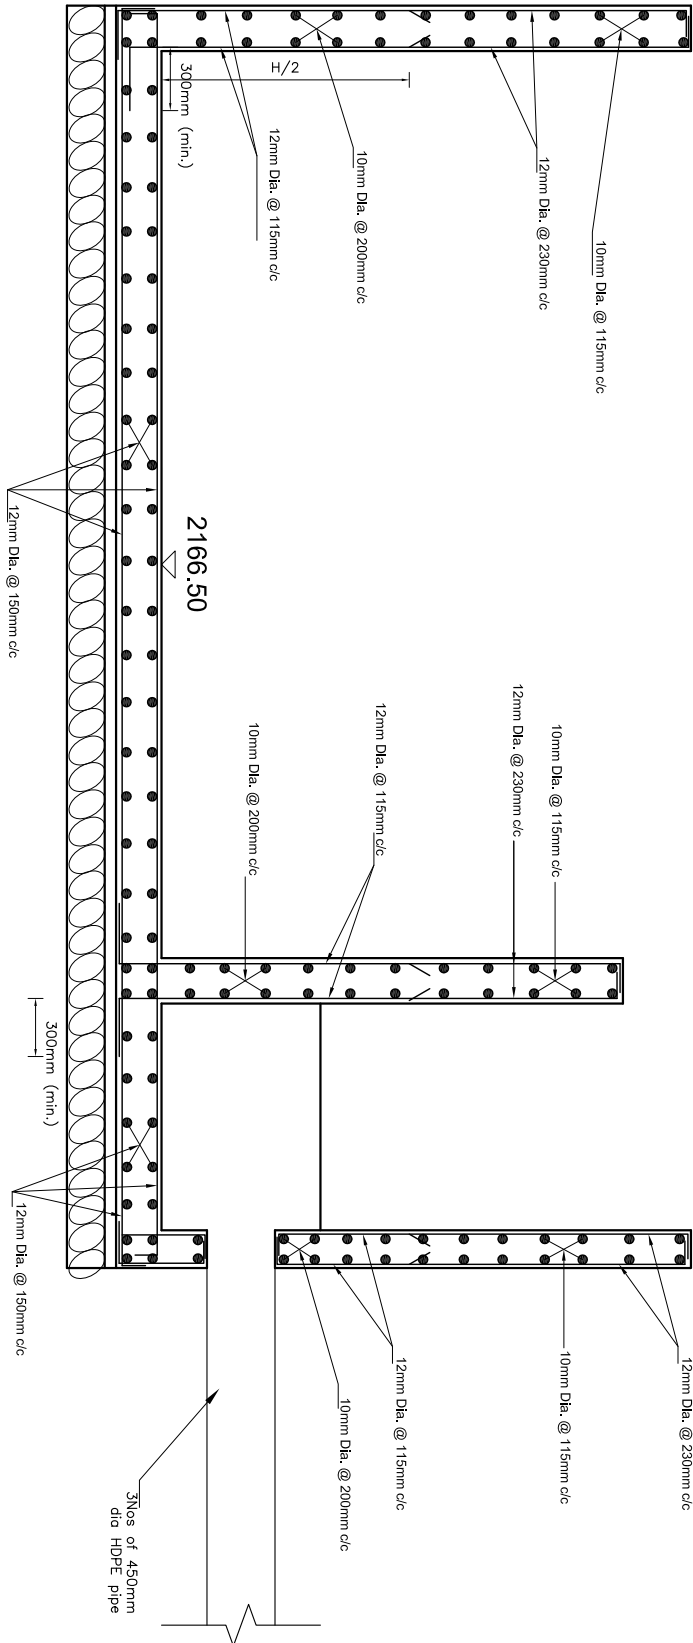 10mm Dia. @ 115mm c/c
12mm Dia. @ 230mm c/c
10mm Dia. @ 200mm c/c
12mm Dia. @ 115mm c/c
H/2
300mm (min.)
2166.50
12mm Dia. @ 150mm c/c
10mm Dia. @ 115mm c/c
12mm Dia. @ 230mm c/c
12mm Dia. @ 115mm c/c
10mm Dia. @ 200mm c/c
300mm (min.)
12mm Dia. @ 150mm c/c
12mm Dia. @ 230mm c/c
10mm Dia. @ 115mm c/c
12mm Dia. @ 115mm c/c
10mm Dia. @ 200mm c/c
3Nos of 450mm
dia HDPE pipe